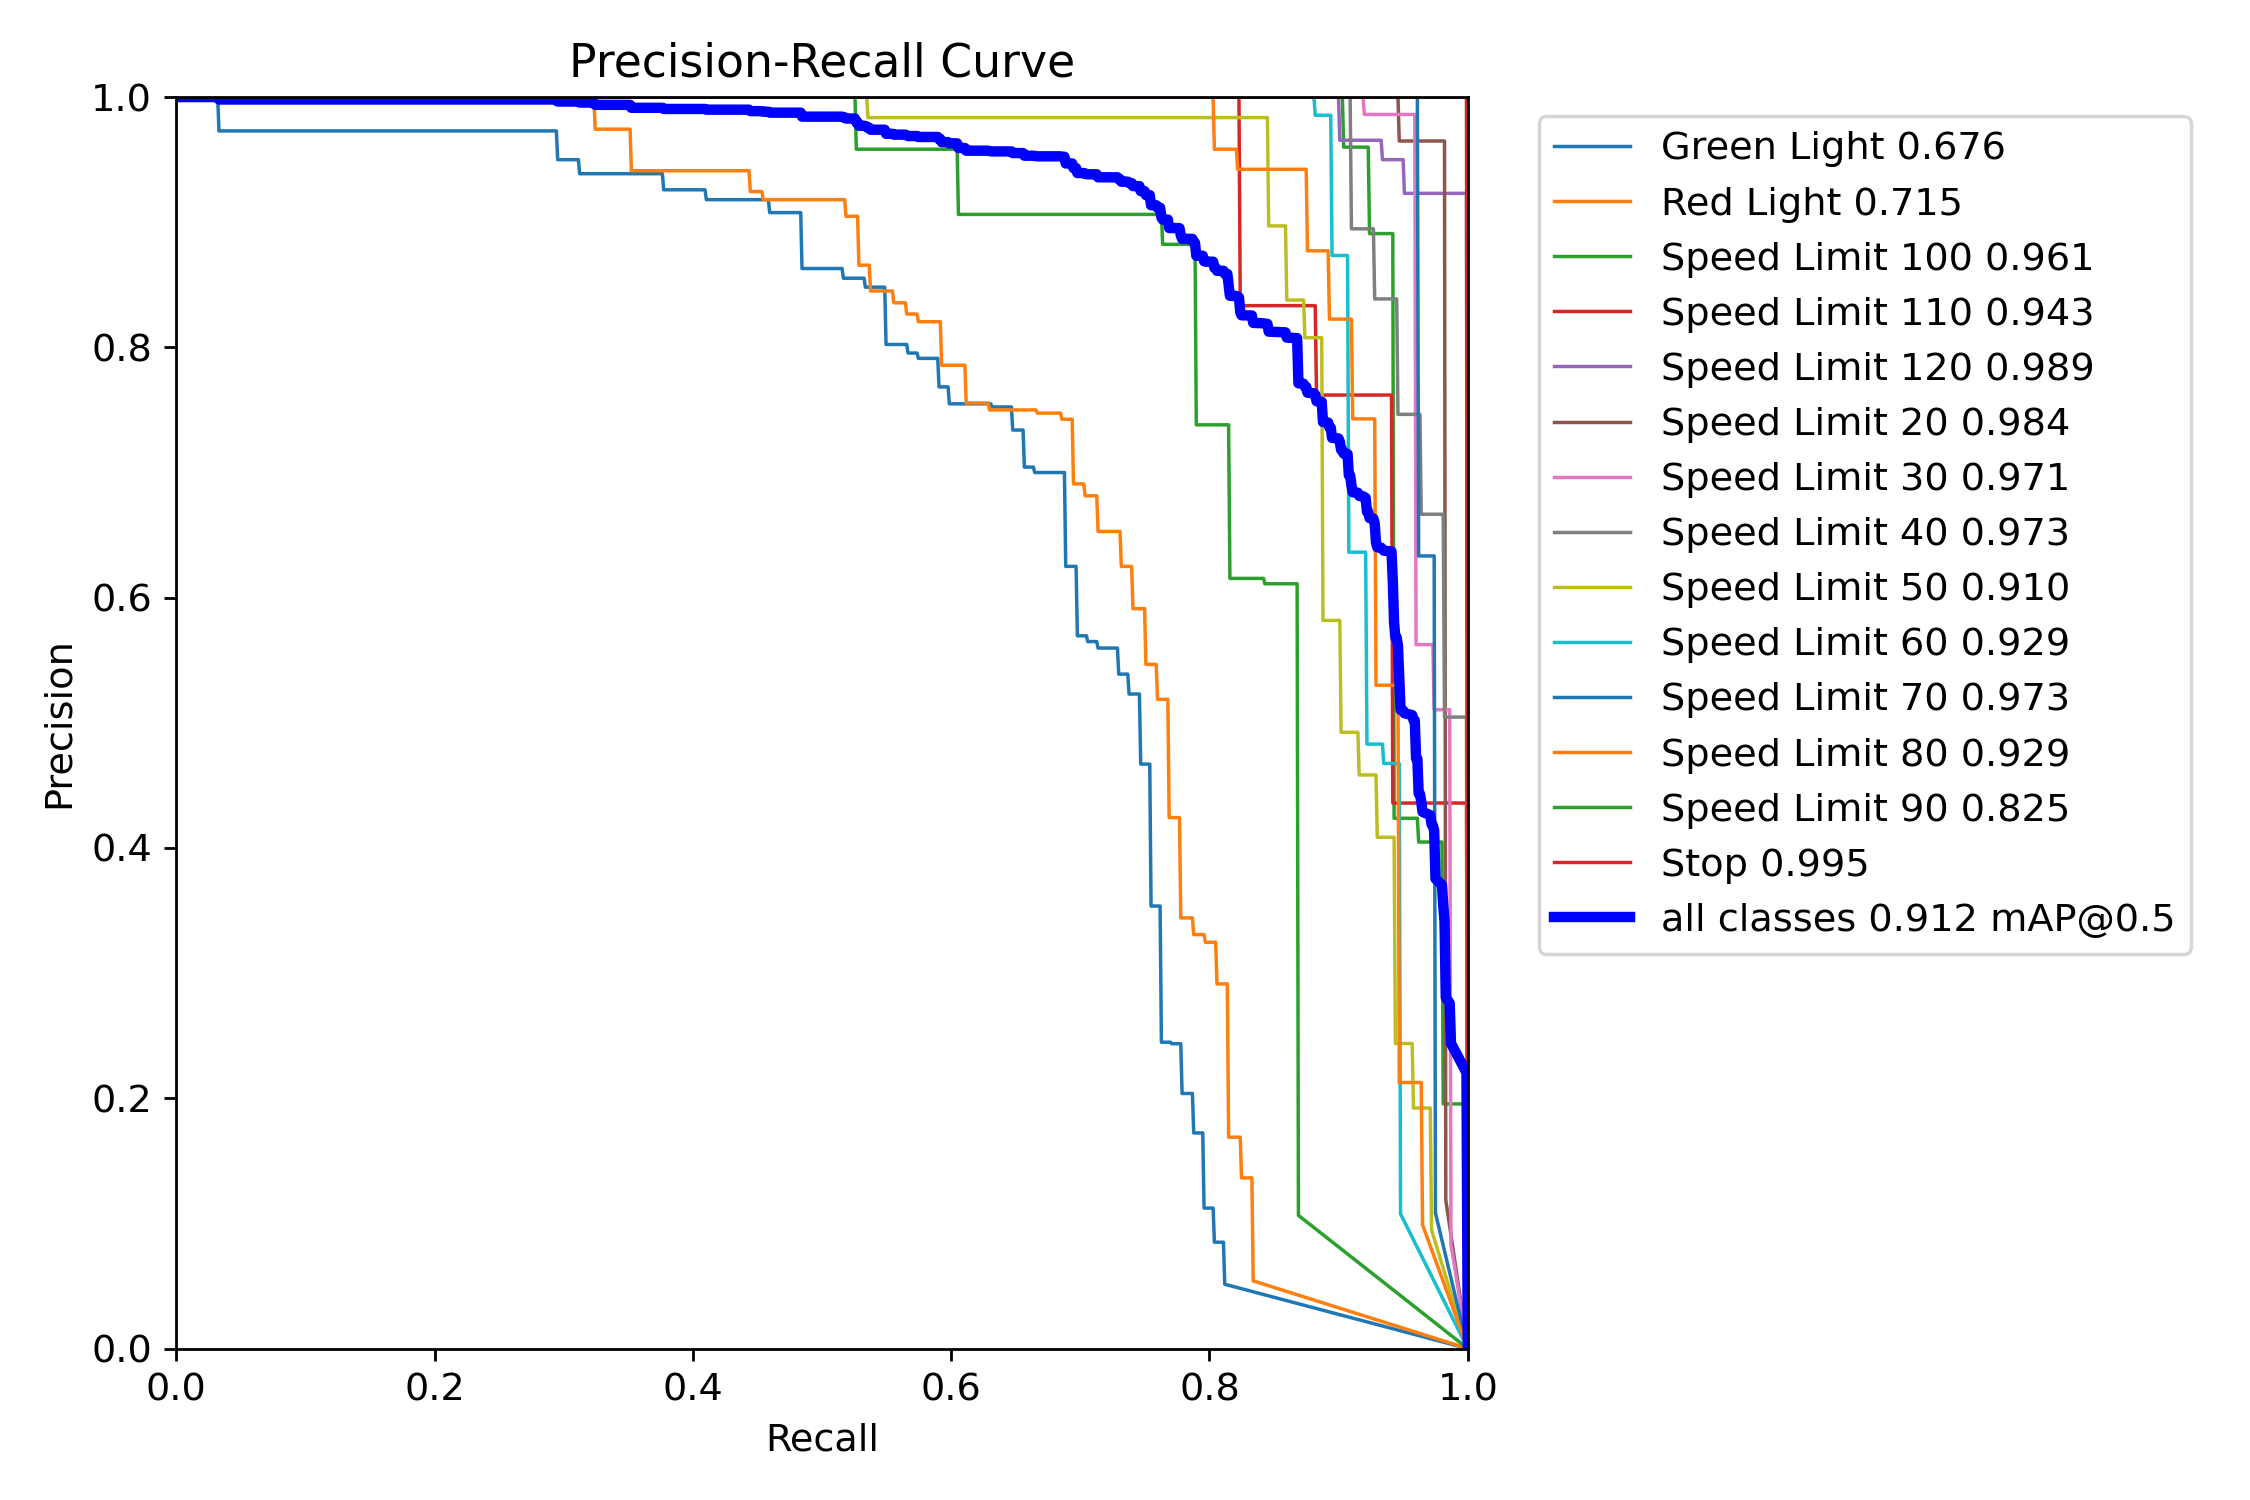 Precision-Recall Curve
1.0
0.8
0.6
0.4
0.2
0.0
Precision
0.0 0.2 0.4 0.6 0.8 1.0
Recall
Green Light 0.676
Red Light 0.715
Speed Limit 100 0.961
Speed Limit 110 0.943
Speed Limit 120 0.989
Speed Limit 20 0.984
Speed Limit 30 0.971
Speed Limit 40 0.973
Speed Limit 50 0.910
Speed Limit 60 0.929
Speed Limit 70 0.973
Speed Limit 80 0.929
Speed Limit 90 0.825
Stop 0.995
all classes 0.912 mAP@0.5